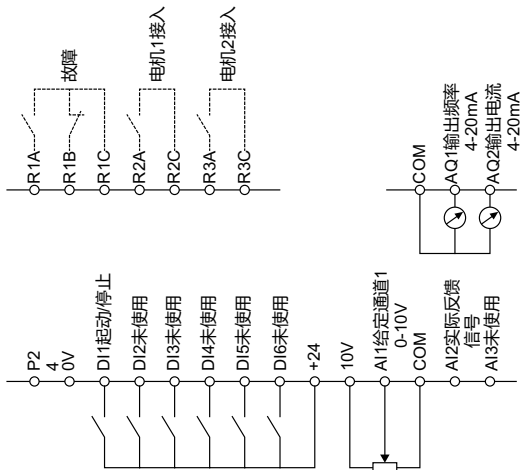 故障
电机1接入
电机2接入
R1A
R1B
R1C
R2A
R2C
R3A
R3C
COM
AQ1输出频率
4-20mA
AQ2输出电流
4-20mA
P2
4
0V
DI1起动/停止
DI2未使用
DI3未使用
DI4未使用
DI5未使用
DI6未使用
+24
10V
AI1给定通道1
0-10V
COM
AI2实际反馈
信号
AI3未使用